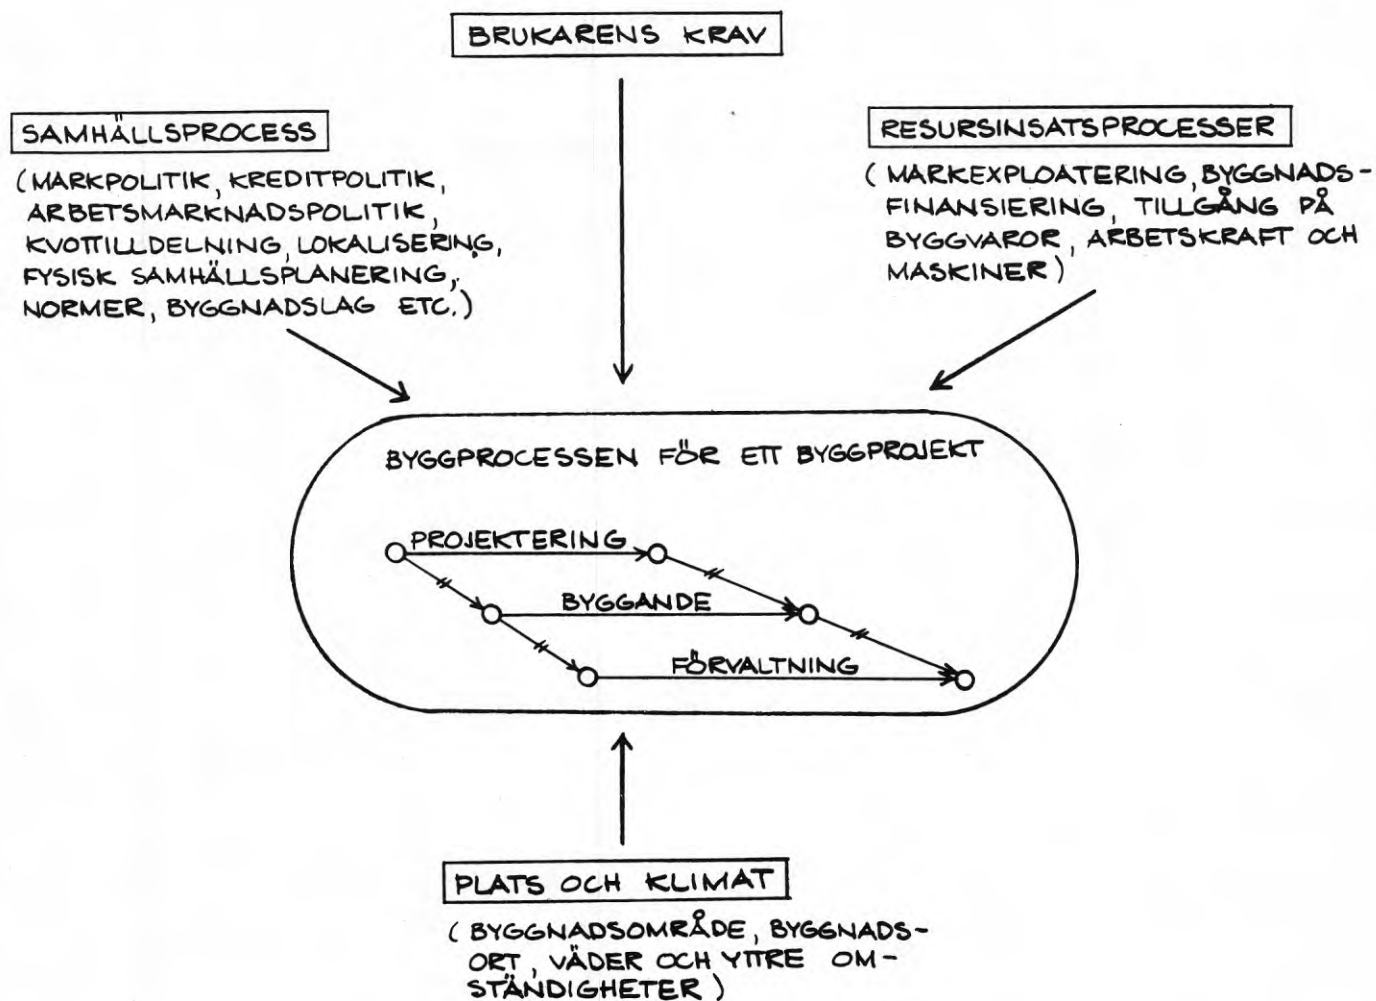 BRUKARENS KRAV
SAMHÄLLSPROCESS
(MARKPOLITIK, KREDITPOLITIK,
ARBETSMARKNADSPOLITIK,
KVOTTILLDELNING, LOKALISERING,
FYSISK SAMHÄLLSPLANERING,
NORMER, BYGGNADSLAG ETC.)
RESURSINSATSPROCESSER
(MARKEXPLOATERING, BYGGNADS-
FINANSIERING, TILLGÅNG PÅ
BYGGVAROR, ARBETSKRAFT OCH
MASKINER)
BYGGPROCESSEN FÖR ETT BYGGPROJEKT
PROJEKTERING
BYGGANDE
FÖRVALTNING
PLATS OCH KLIMAT
(BYGGNADSOMRÅDE, BYGGNADS-
ORT, VÄDER OCH YTTRE OM-
STÄNDIGHETER)